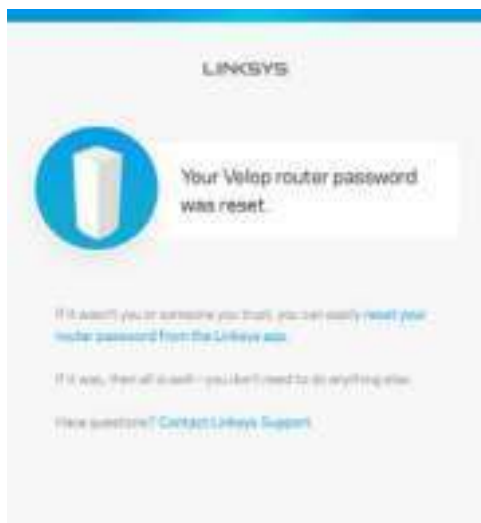 LINKSYS
Your Velop router password
was reset.
If it wasn't you or someone you trust, you can easily reset your
router password from the Linksys app.
If it was, then all is well - you don't need to do anything else.
Have questions? Contact Linksys Support